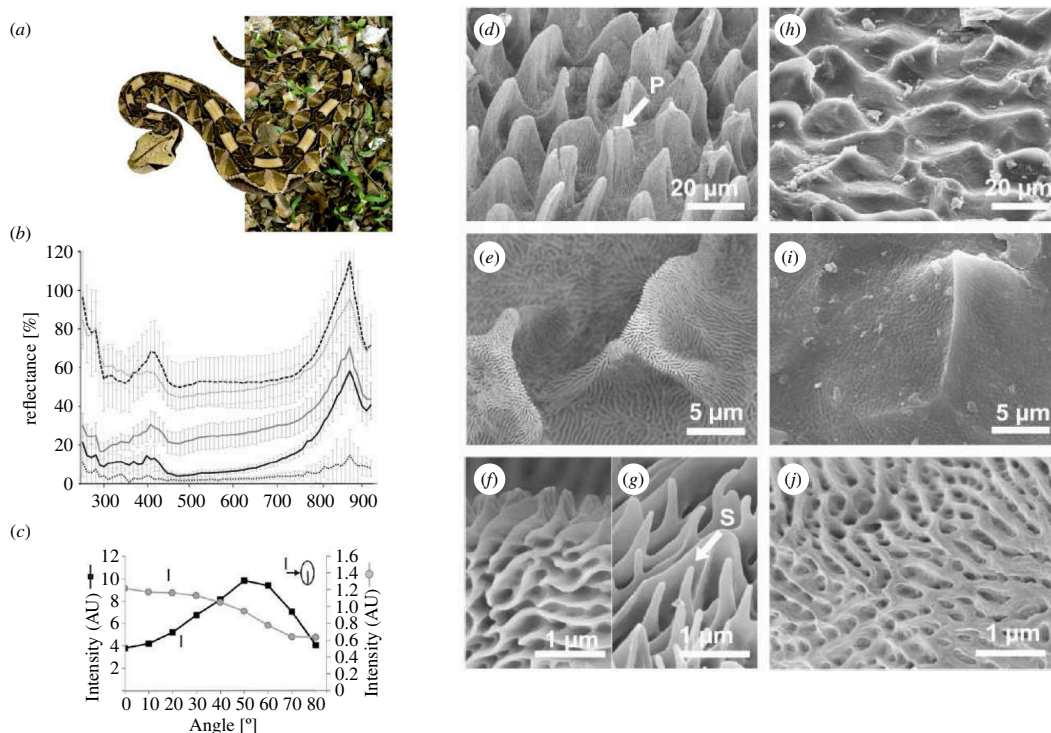 (a)
(b)
120
100
80
60
40
20
0
reflectance [%]
300
400
500
600
700
800
900
(c)
12
10
8
6
4
2
Intensity (AU)
1.6
1.4
1.2
1.0
0.8
0.6
0.4
0.2
0
Intensity (AU)
0 10 20 30 40 50 60 70 80
Angle [º]
(d)
P
20 µm
(h)
20 µm
(e)
5 µm
(i)
5 µm
(f)
1 µm
(g)
S
1 µm
(j)
1 µm